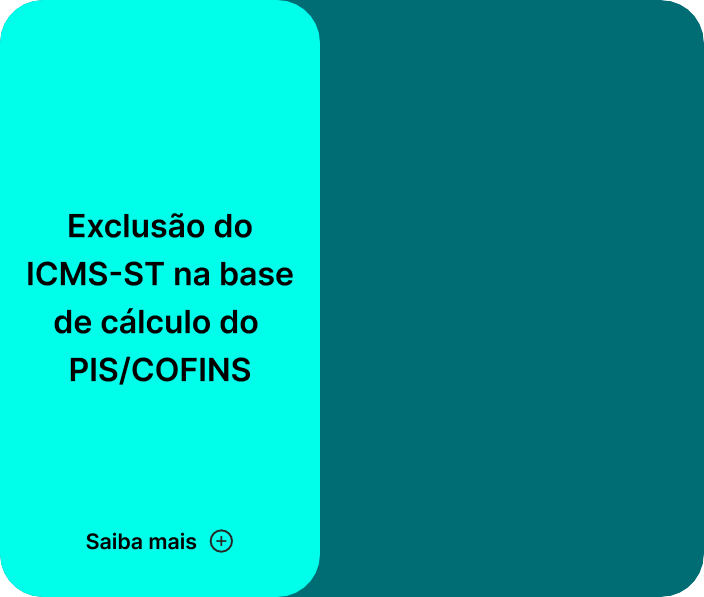 Exclusão do
ICMS-ST na base
de cálculo do
PIS/COFINS
Saiba mais